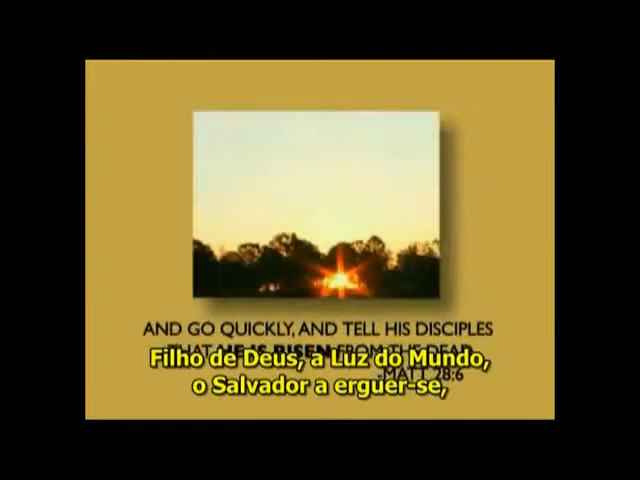 AND GO QUICKLY, AND TELL HIS DISCIPLES
THAT HE IS RISEN FROM THE DEAD
-MATT 28:6
Filho de Deus, a Luz do Mundo,
o Salvador a erguer-se,